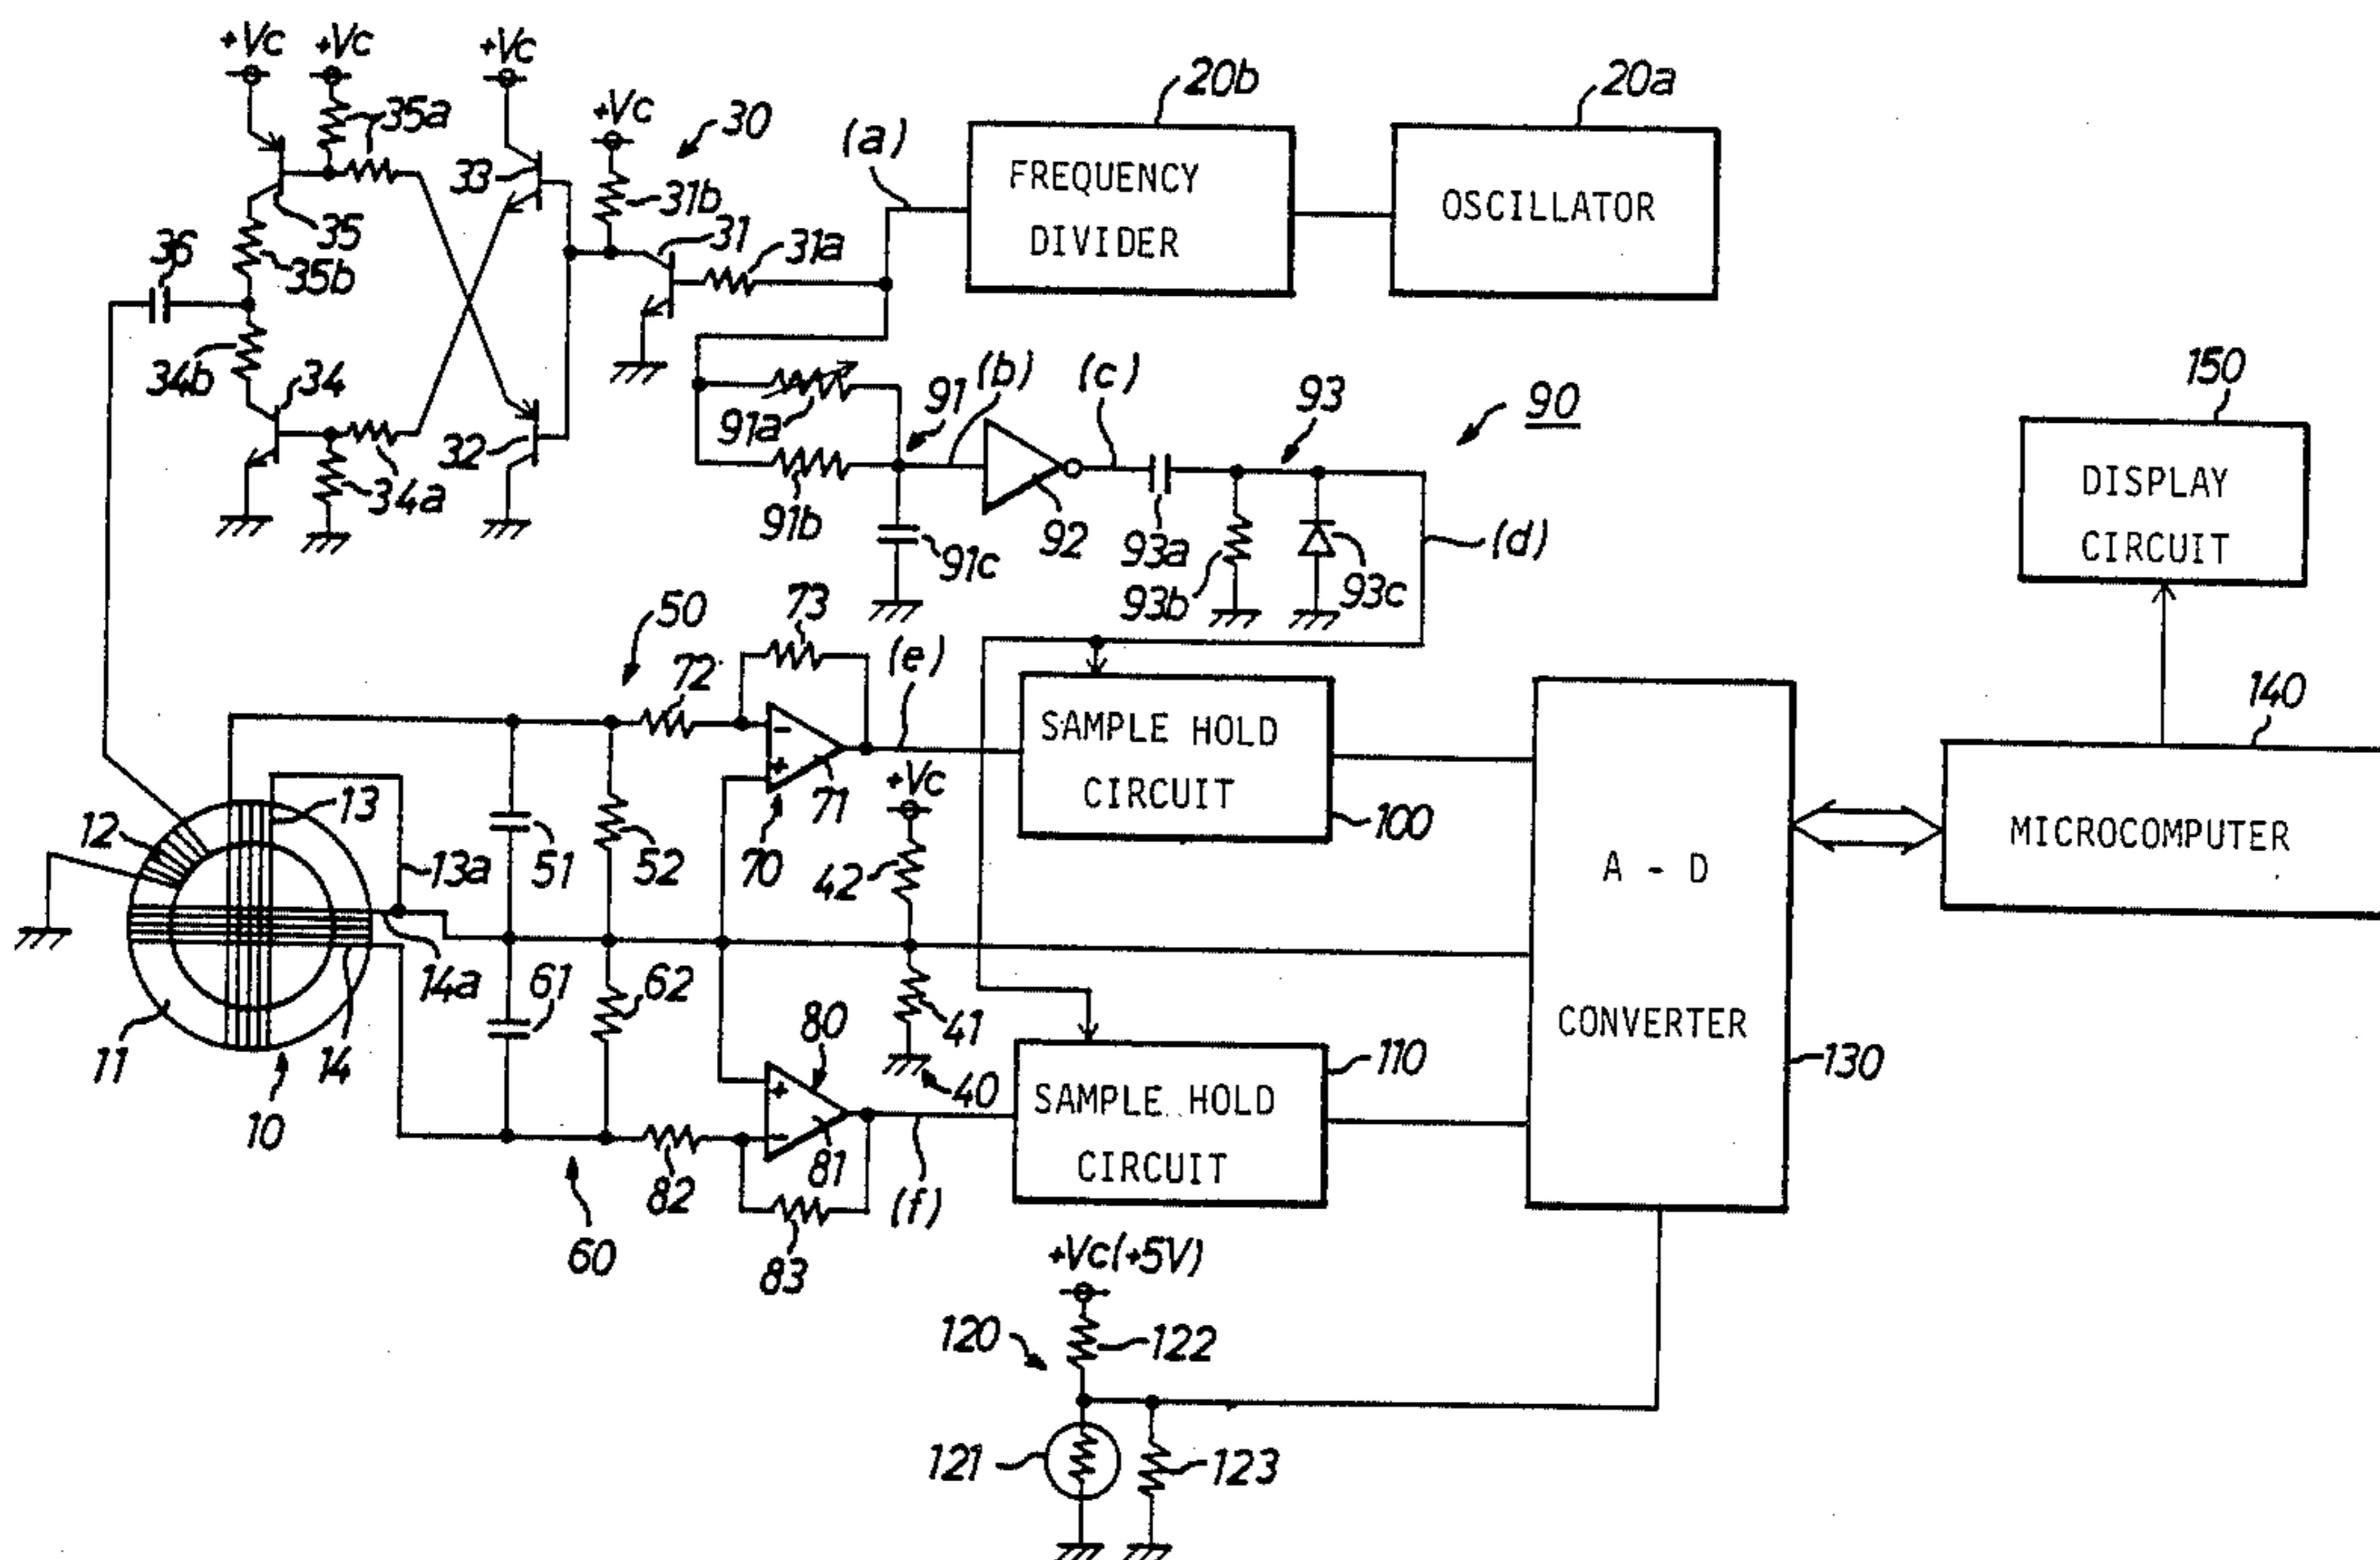 +Vc +Vc +Vc
+Vc
35a
30
20b
20a
(a)
33
31b
31
31a
FREQUENCY
DIVIDER
OSCILLATOR
36
35
35b
34b
34
32
34a
91a
91
(b)
(c)
93
90
150
91b
91c
92
93a
93b
93c
(d)
DISPLAY
CIRCUIT
50
72
73
(e)
-
+
71
70
+Vc
42
SAMPLE HOLD
CIRCUIT
100
140
12
13
13a
51
52
A - D
CONVERTER
130
MICROCOMPUTER
14a
61
62
41
40
11
10
14
80
+
-
81
82
83
60
(f)
SAMPLE HOLD
CIRCUIT
110
+Vc(+5V)
120
122
121
123